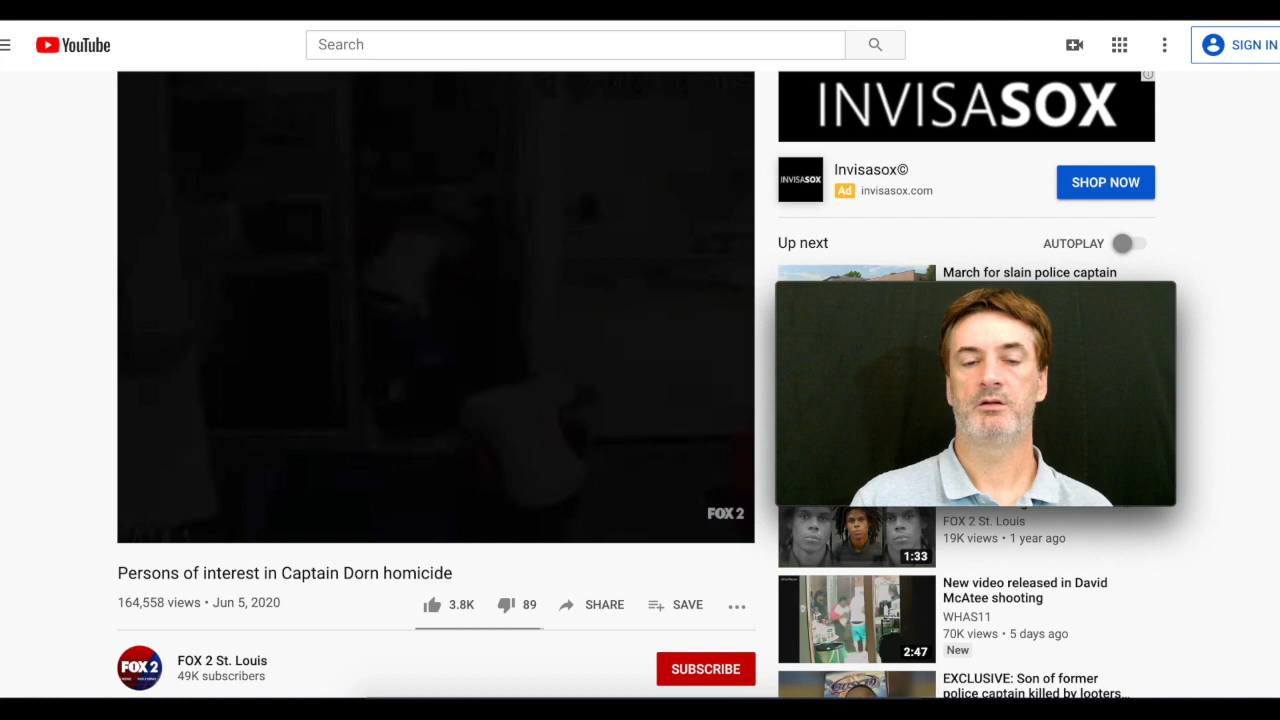 YouTube
Search
SIGN IN
INVISASOX
INVISASOX
Invisasox©
Ad invisasox.com
SHOP NOW
Up next
AUTOPLAY
March for slain police captain
FOX 2
FOX 2 St. Louis
19K views • 1 year ago
1:33
Persons of interest in Captain Dorn homicide
164,558 views • Jun 5, 2020
3.8K
89
SHARE
SAVE
New video released in David
McAtee shooting
WHAS11
70K views • 5 days ago
New
2:47
FOX 2
FOX 2 St. Louis
49K subscribers
SUBSCRIBE
EXCLUSIVE: Son of former
police captain killed by looters...